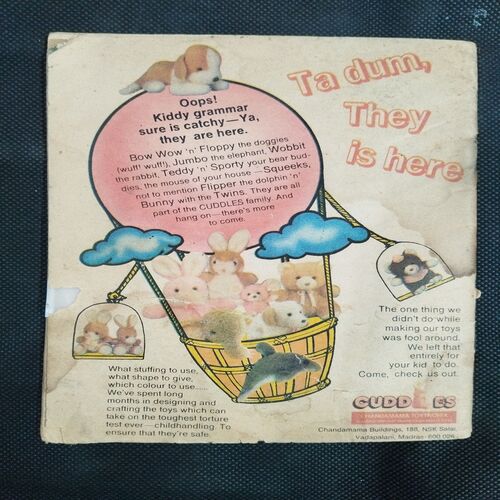 Ta dum,
They
is here
Oops!
Kiddy grammar
sure is catchy—Ya,
they are here.
Bow Wow 'n' Floppy the doggies
(wuff! wuff!), Jumbo the elephant, Wobbit
the rabbit. Teddy 'n' Sporty your bear bud-
dies, the mouse of your house—Squeeks,
not to mention Flipper the dolphin 'n'
Bunny with the Twins. They are all
part of the CUDDLES family. And
hang on—there's more
to come.
The one thing we
didn't do while
making our toys
was fool around.
We left that
entirely for
your kid to do.
Come, check us out.
What stuffing to use,
what shape to give,
which colour to use.....
We've spent long
months in designing and
crafting the toys which can
take on the toughest torture
test ever—childhandling. To
ensure that they're safe.
CUDDLES
CHANDAMAMA TOYTRONIX
Chandamama Buildings, 188, NSK Salai,
Vadapalani, Madras-600 026.